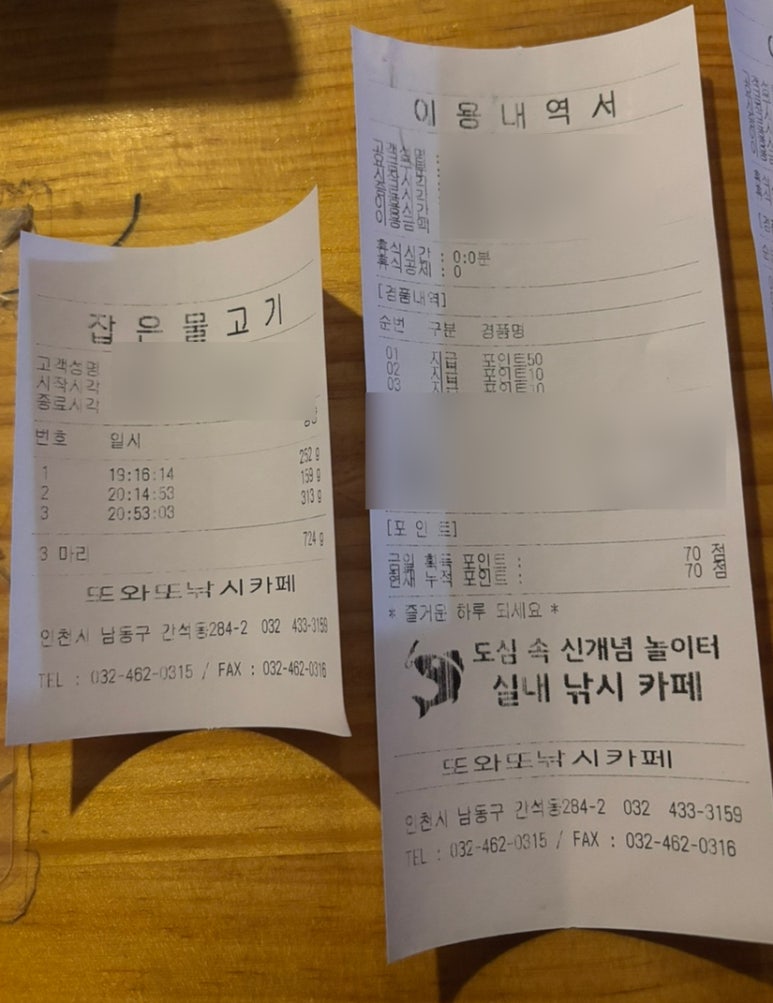 잡은물고기
고객성명
시작시각
종료시각
번호 일시
1 19:16:14 252 g
2 20:14:53 159 g
3 20:53:03 313 g
3 마리 724 g
또와또낚시카페
인천시 남동구 간석동284-2 032 433-3159
TEL : 032-462-0315 / FAX : 032-462-0316
이용내역서
휴식시간 : 0:0분
휴식공제 : 0
[경품내역]
순번 구분 경품명
01 지급 포인트50
02 지급 포인트10
03 지급 포인트10
[포 인 트]
금일 획득 포인트 : 70 점
현재 누적 포인트 : 70 점
* 즐거운 하루 되세요 *
도심 속 신개념 놀이터
실내 낚시 카페
또와또낚시카페
인천시 남동구 간석동284-2 032 433-3159
TEL : 032-462-0315 / FAX : 032-462-0316